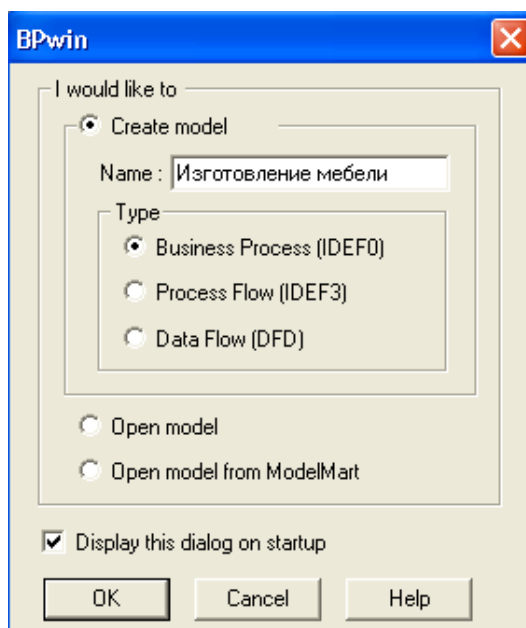 BPwin
I would like to
Create model
Name : Изготовление мебели
Type
Business Process (IDEF0)
Process Flow (IDEF3)
Data Flow (DFD)
Open model
Open model from ModelMart
Display this dialog on startup
OK Cancel Help